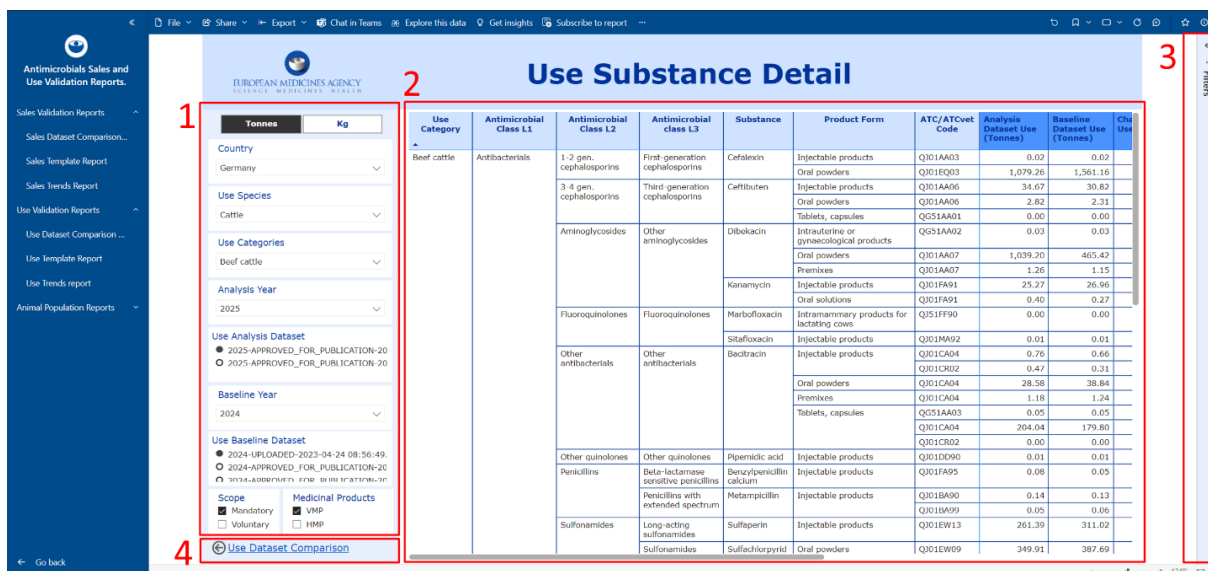 File Share Export Chat in Teams Explore this data Get insights Subscribe to report ...
Antimicrobials Sales and
Use Validation Reports.
Sales Validation Reports
Sales Dataset Comparison...
Sales Template Report
Sales Trends Report
Use Validation Reports
Use Dataset Comparison ...
Use Template Report
Use Trends report
Animal Population Reports
Go back
EUROPEAN MEDICINES AGENCY
SCIENCE MEDICINES HEALTH
Use Substance Detail
1
2
3
4
Filters
Tonnes Kg
Country
Germany
Use Species
Cattle
Use Categories
Beef cattle
Analysis Year
2025
Use Analysis Dataset
2025-APPROVED_FOR_PUBLICATION-20
2025-APPROVED_FOR_PUBLICATION-20
Baseline Year
2024
Use Baseline Dataset
2024-UPLOADED-2023-04-24 08:56:49.
2024-APPROVED_FOR_PUBLICATION-20
2024-APPROVED_FOR_PUBLICATION-20
Scope Medicinal Products
Mandatory VMP
Voluntary HMP
Use Dataset Comparison
Use Category Antimicrobial Class L1 Antimicrobial Class L2 Antimicrobial class L3 Substance Product Form ATC/ATCvet Code Analysis Dataset Use (Tonnes) Baseline Dataset Use (Tonnes)
Beef cattle Antibacterials 1-2 gen. cephalosporins First-generation cephalosporins Cefalexin Injectable products QJ01AA03 0.02 0.02
Oral powders QJ01EQ03 1,079.26 1,561.16
3-4 gen. cephalosporins Third-generation cephalosporins Ceftibuten Injectable products QJ01AA06 34.67 30.82
Oral powders QJ01AA06 2.82 2.31
Tablets, capsules QG51AA01 0.00 0.00
Aminoglycosides Other aminoglycosides Dibekacin Intrauterine or gynaecological products QG51AA02 0.03 0.03
Oral powders QJ01AA07 1,039.20 465.42
Premixes QJ01AA07 1.26 1.15
Kanamycin Injectable products QJ01FA91 25.27 26.96
Oral solutions QJ01FA91 0.40 0.27
Fluoroquinolones Fluoroquinolones Marbofloxacin Intramammary products for lactating cows QJ51FF90 0.00 0.00
Sitafloxacin Injectable products QJ01MA92 0.01 0.01
Other antibacterials Other antibacterials Bacitracin Injectable products QJ01CA04 0.76 0.66
QJ01CR02 0.47 0.31
Oral powders QJ01CA04 28.58 38.84
Premixes QJ01CA04 1.18 1.24
Tablets, capsules QG51AA03 0.05 0.05
QJ01CA04 204.04 179.80
QJ01CR02 0.00 0.00
Other quinolones Other quinolones Pipemidic acid Injectable products QJ01DD90 0.01 0.01
Penicillins Beta-lactamase sensitive penicillins Benzylpenicillin calcium Injectable products QJ01FA95 0.08 0.05
Penicillins with extended spectrum Metampicillin Injectable products QJ01BA90 0.14 0.13
QJ01BA99 0.05 0.06
Sulfonamides Long-acting sulfonamides Sulfaperin Injectable products QJ01EW13 261.39 311.02
Sulfonamides Sulfachlorpyrid Oral powders QJ01EW09 349.91 387.69